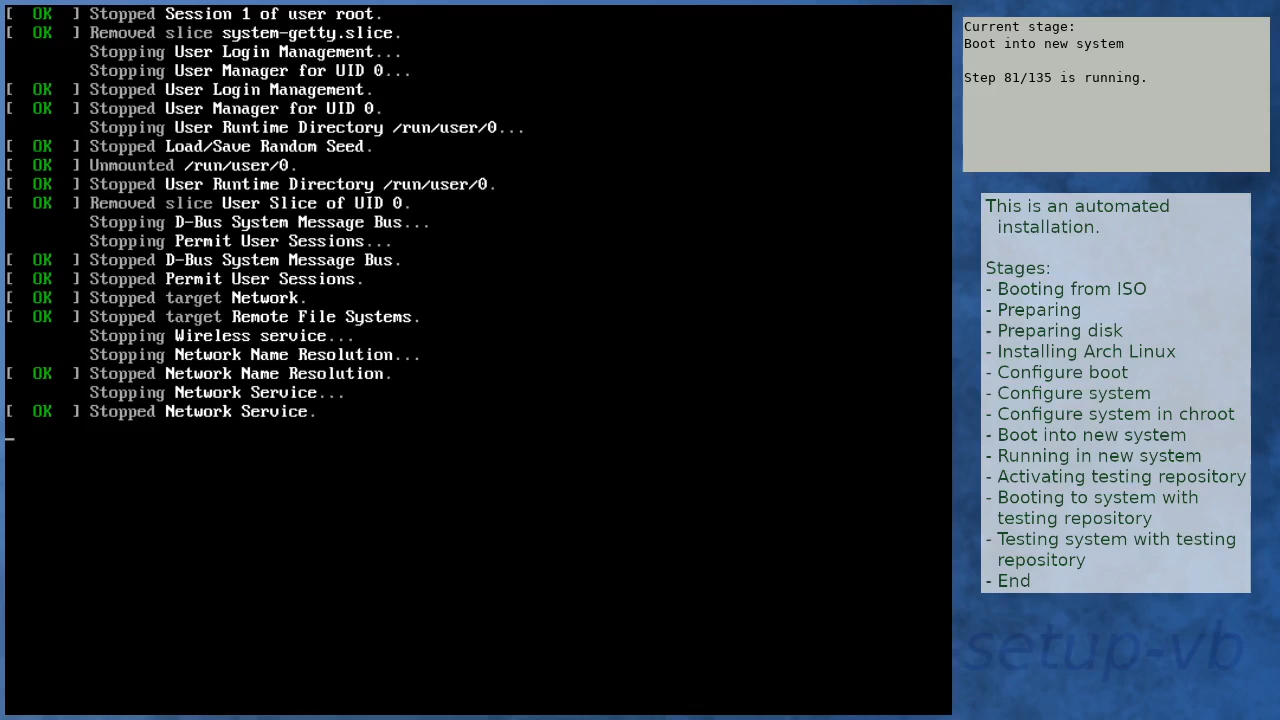 [  OK  ] Stopped Session 1 of user root.
[  OK  ] Removed slice system-getty.slice.
Stopping User Login Management...
Stopping User Manager for UID 0...
[  OK  ] Stopped User Login Management.
[  OK  ] Stopped User Manager for UID 0.
Stopping User Runtime Directory /run/user/0...
[  OK  ] Stopped Load/Save Random Seed.
[  OK  ] Unmounted /run/user/0.
[  OK  ] Stopped User Runtime Directory /run/user/0.
[  OK  ] Removed slice User Slice of UID 0.
Stopping D-Bus System Message Bus...
Stopping Permit User Sessions...
[  OK  ] Stopped D-Bus System Message Bus.
[  OK  ] Stopped Permit User Sessions.
[  OK  ] Stopped target Network.
[  OK  ] Stopped target Remote File Systems.
Stopping Wireless service...
Stopping Network Name Resolution...
[  OK  ] Stopped Network Name Resolution.
Stopping Network Service...
[  OK  ] Stopped Network Service.
_
Current stage:
Boot into new system
Step 81/135 is running.
This is an automated
installation.
Stages:
- Booting from ISO
- Preparing
- Preparing disk
- Installing Arch Linux
- Configure boot
- Configure system
- Configure system in chroot
- Boot into new system
- Running in new system
- Activating testing repository
- Booting to system with
testing repository
- Testing system with testing
repository
- End
setup-vb